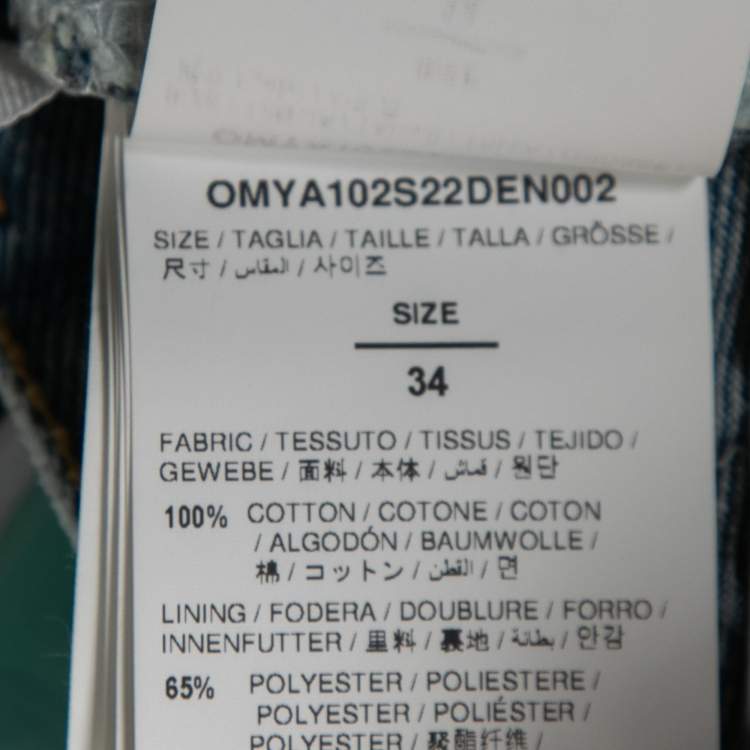 OMYA102S22DEN002
SIZE / TAGLIA / TAILLE / TALLA / GRÖSSE /
尺寸 / المقاس / 사이즈
SIZE
34
FABRIC / TESSUTO / TISSUS / TEJIDO /
GEWEBE / 面料 / 本体 / قماش / 원단
100% COTTON / COTONE / COTON
/ ALGODÓN / BAUMWOLLE /
棉 / コットン / القطن / 면
LINING / FODERA / DOUBLURE / FORRO /
INNENFUTTER / 里料 / 裏地 / بطانة / 안감
65% POLYESTER / POLIESTERE /
POLYESTER / POLIÉSTER /
POLYESTER / 聚酯纤维 /